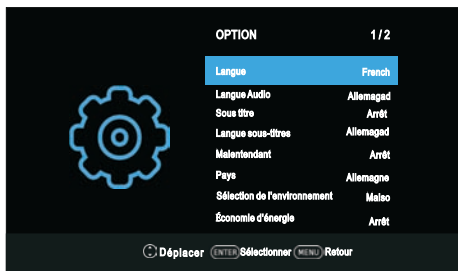 OPTION 1/2
Langue French
Langue Audio Allemagad
Sous titre Arrêt
Langue sous-titres Allemagad
Malentendant Arrêt
Pays Allemagne
Sélection de l'environnement Maiso
Économie d'énergie Arrêt
Déplacer ENTER Sélectionner MENU Retour